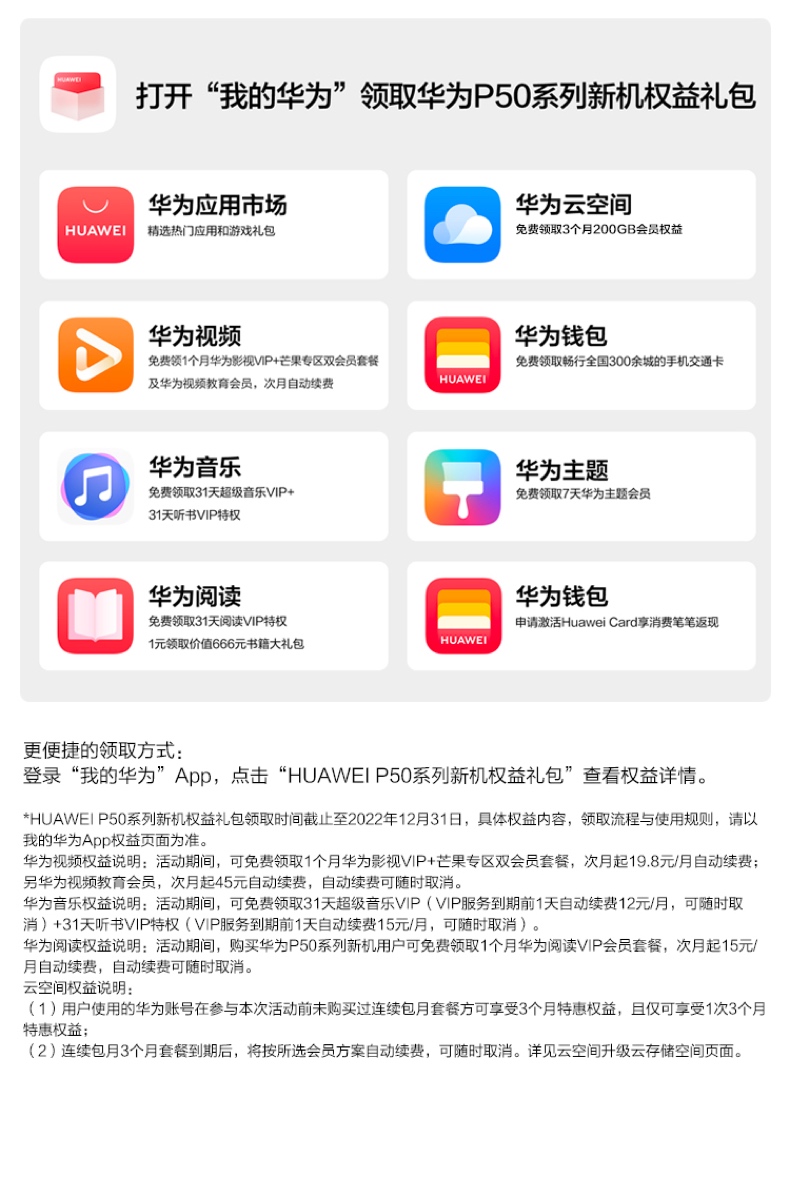 HUAWEI
打开“我的华为”领取华为P50系列新机权益礼包
HUAWEI
华为应用市场
精选热门应用和游戏礼包
华为云空间
免费领取3个月200GB会员权益
华为视频
免费领1个月华为影视VIP+芒果专区双会员套餐
及华为视频教育会员，次月自动续费
HUAWEI
华为钱包
免费领取畅行全国300余城的手机交通卡
华为音乐
免费领取31天超级音乐VIP+
31天听书VIP特权
华为主题
免费领取7天华为主题会员
华为阅读
免费领取31天阅读VIP特权
1元领取价值666元书籍大礼包
HUAWEI
华为钱包
申请激活Huawei Card享消费笔笔返现
更便捷的领取方式：
登录“我的华为”App，点击“HUAWEI P50系列新机权益礼包”查看权益详情。
*HUAWEI P50系列新机权益礼包领取时间截止至2022年12月31日，具体权益内容，领取流程与使用规则，请以
我的华为App权益页面为准。
华为视频权益说明：活动期间，可免费领取1个月华为影视VIP+芒果专区双会员套餐，次月起19.8元/月自动续费；
另华为视频教育会员，次月起45元自动续费，自动续费可随时取消。
华为音乐权益说明：活动期间，可免费领取31天超级音乐VIP（VIP服务到期前1天自动续费12元/月，可随时取
消）+31天听书VIP特权（VIP服务到期前1天自动续费15元/月，可随时取消）。
华为阅读权益说明：活动期间，购买华为P50系列新机用户可免费领取1个月华为阅读VIP会员套餐，次月起15元/
月自动续费，自动续费可随时取消。
云空间权益说明：
（1）用户使用的华为账号在参与本次活动前未购买过连续包月套餐方可享受3个月特惠权益，且仅可享受1次3个月
特惠权益；
（2）连续包月3个月套餐到期后，将按所选会员方案自动续费，可随时取消。详见云空间升级云存储空间页面。